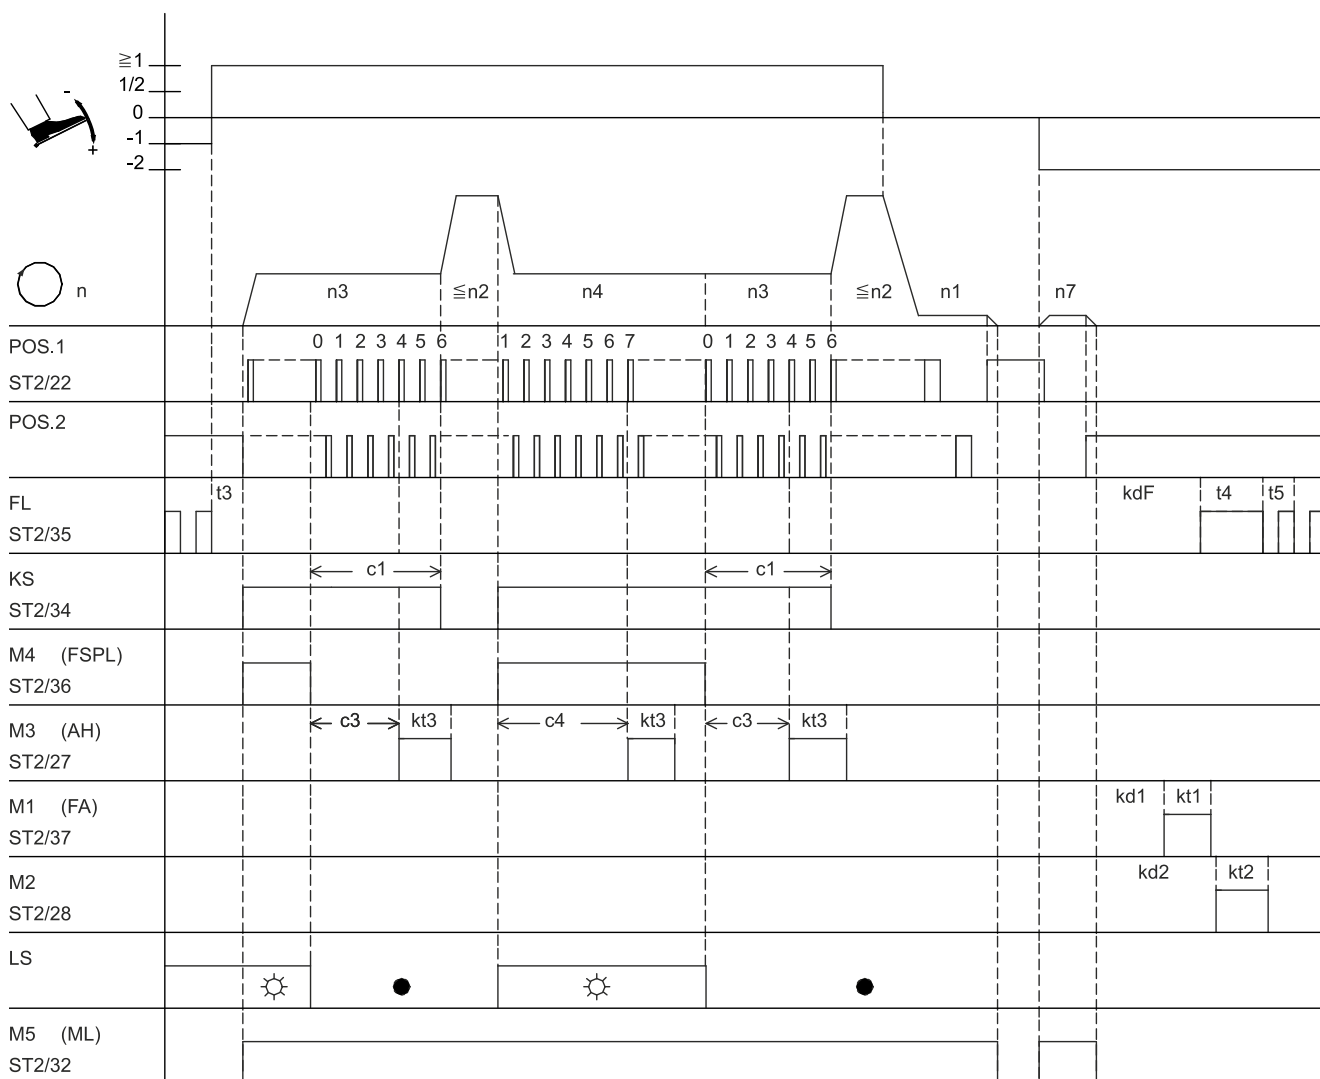 ≧1
1/2
0
-1
-2
-
+
n
n3 ≦n2 n4 n3 ≦n2 n1 n7
POS.1 0 1 2 3 4 5 6 1 2 3 4 5 6 7 0 1 2 3 4 5 6
ST2/22
POS.2
FL t3 kdF t4 t5
ST2/35
KS c1 c1
ST2/34
M4 (FSPL)
ST2/36
M3 (AH) c3 kt3 c4 kt3 c3 kt3
ST2/27
M1 (FA) kd1 kt1
ST2/37
M2 kd2 kt2
ST2/28
LS
M5 (ML)
ST2/32